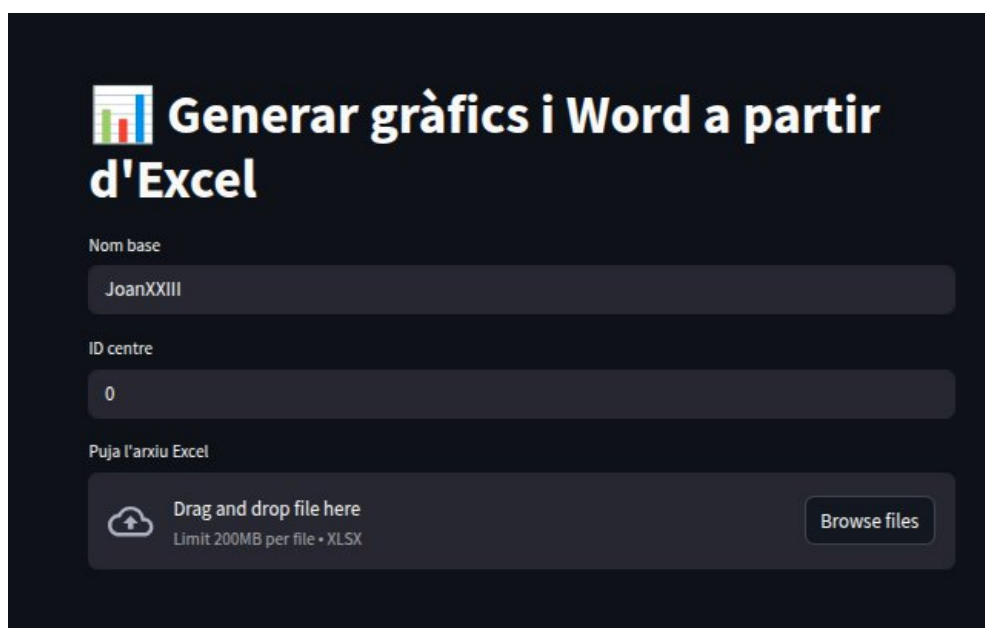 📊 Generar gràfics i Word a partir
d'Excel
Nom base
JoanXXIII
ID centre
0
Puja l'arxiu Excel
Drag and drop file here
Limit 200MB per file • XLSX
Browse files